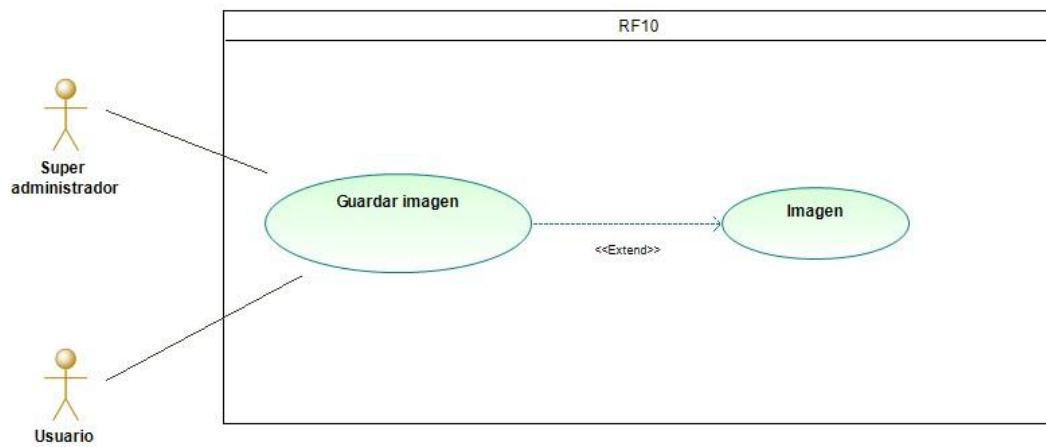 RF10
Super
administrador
Guardar imagen
Imagen
<<Extend>>
Usuario